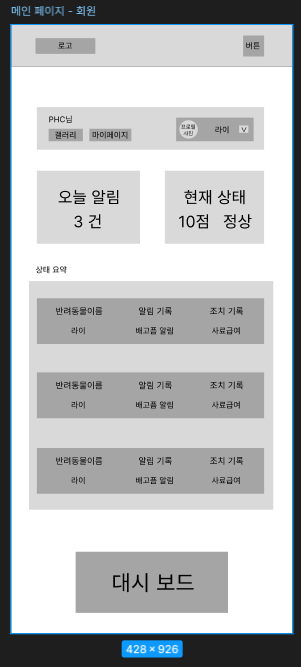 메인 페이지 - 회원
로고 버튼
PHC님
갤러리 마이페이지
프로필
사진
라이 V
오늘 알림
3 건
현재 상태
10점 정상
상태 요약
반려동물이름 알림 기록 조치 기록
라이 배고픔 알림 사료급여
반려동물이름 알림 기록 조치 기록
라이 배고픔 알림 사료급여
반려동물이름 알림 기록 조치 기록
라이 배고픔 알림 사료급여
대시 보드
428 × 926